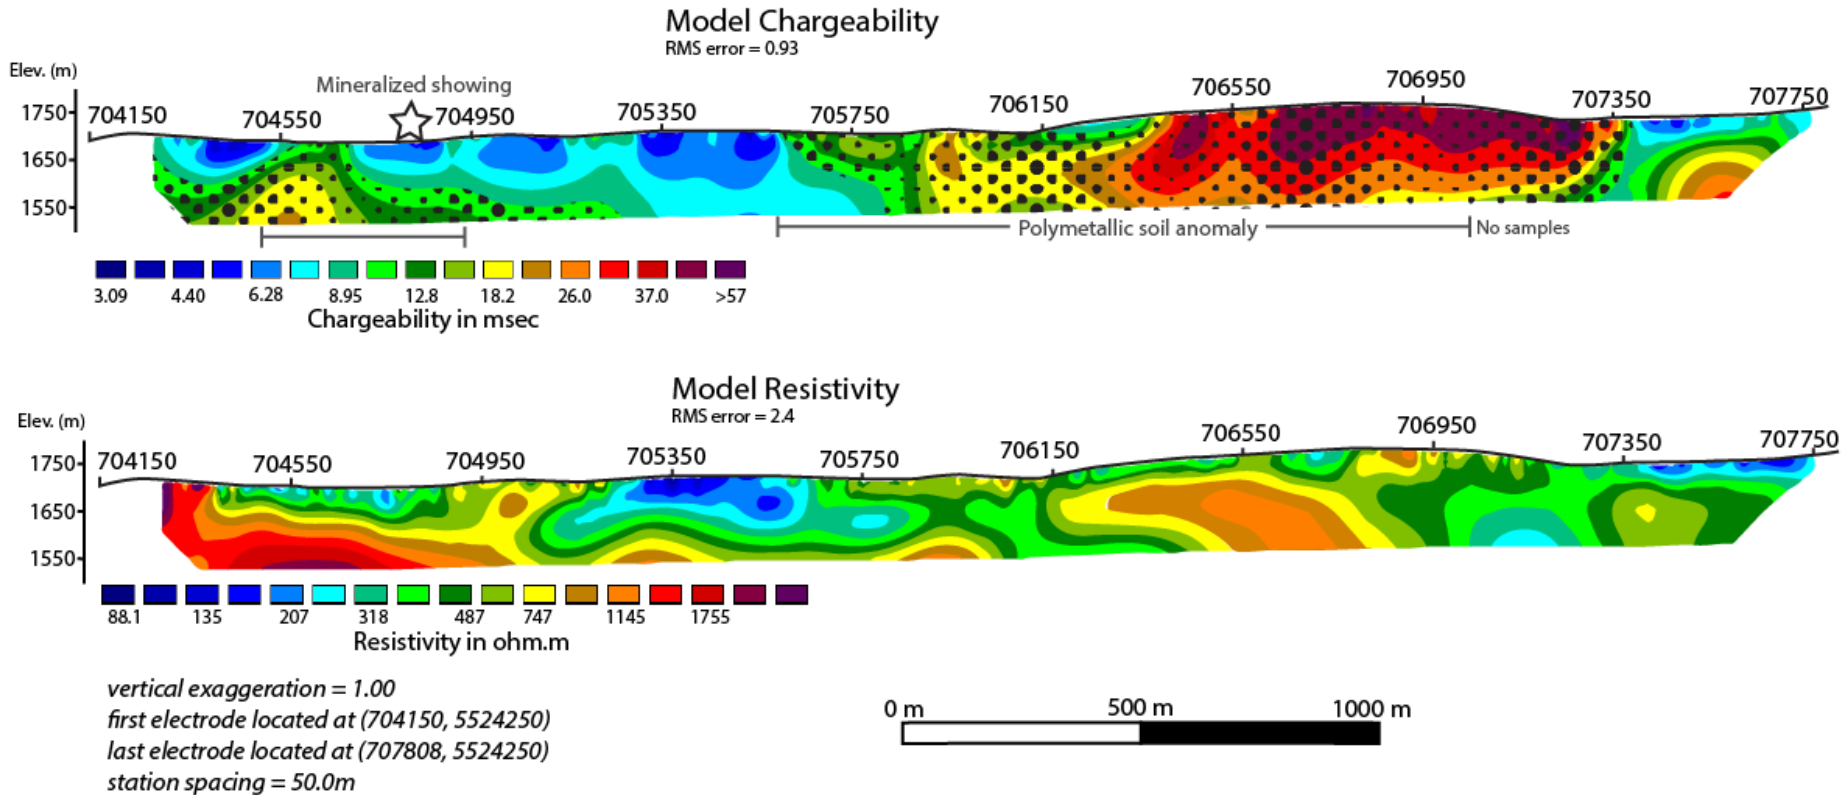 Model Chargeability
RMS error = 0.93
Elev. (m)
Mineralized showing
704150 704550 704950 705350 705750 706150 706550 706950 707350 707750
1750
1650
1550
Polymetallic soil anomaly
No samples
3.09 4.40 6.28 8.95 12.8 18.2 26.0 37.0 >57
Chargeability in msec
Model Resistivity
RMS error = 2.4
Elev. (m)
704150 704550 704950 705350 705750 706150 706550 706950 707350 707750
1750
1650
1550
88.1 135 207 318 487 747 1145 1755
Resistivity in ohm.m
vertical exaggeration = 1.00
first electrode located at (704150, 5524250)
last electrode located at (707808, 5524250)
station spacing = 50.0m
0 m 500 m 1000 m